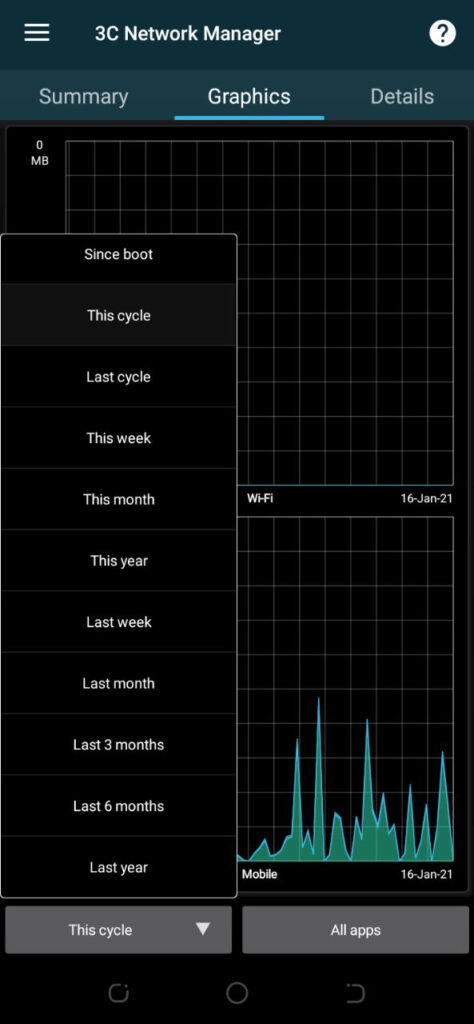 3C Network Manager
?
Summary
Graphics
Details
0
MB
Since boot
This cycle
Last cycle
This week
This month
This year
Last week
Last month
Last 3 months
Last 6 months
Last year
Wi-Fi
16-Jan-21
Mobile
16-Jan-21
This cycle
All apps